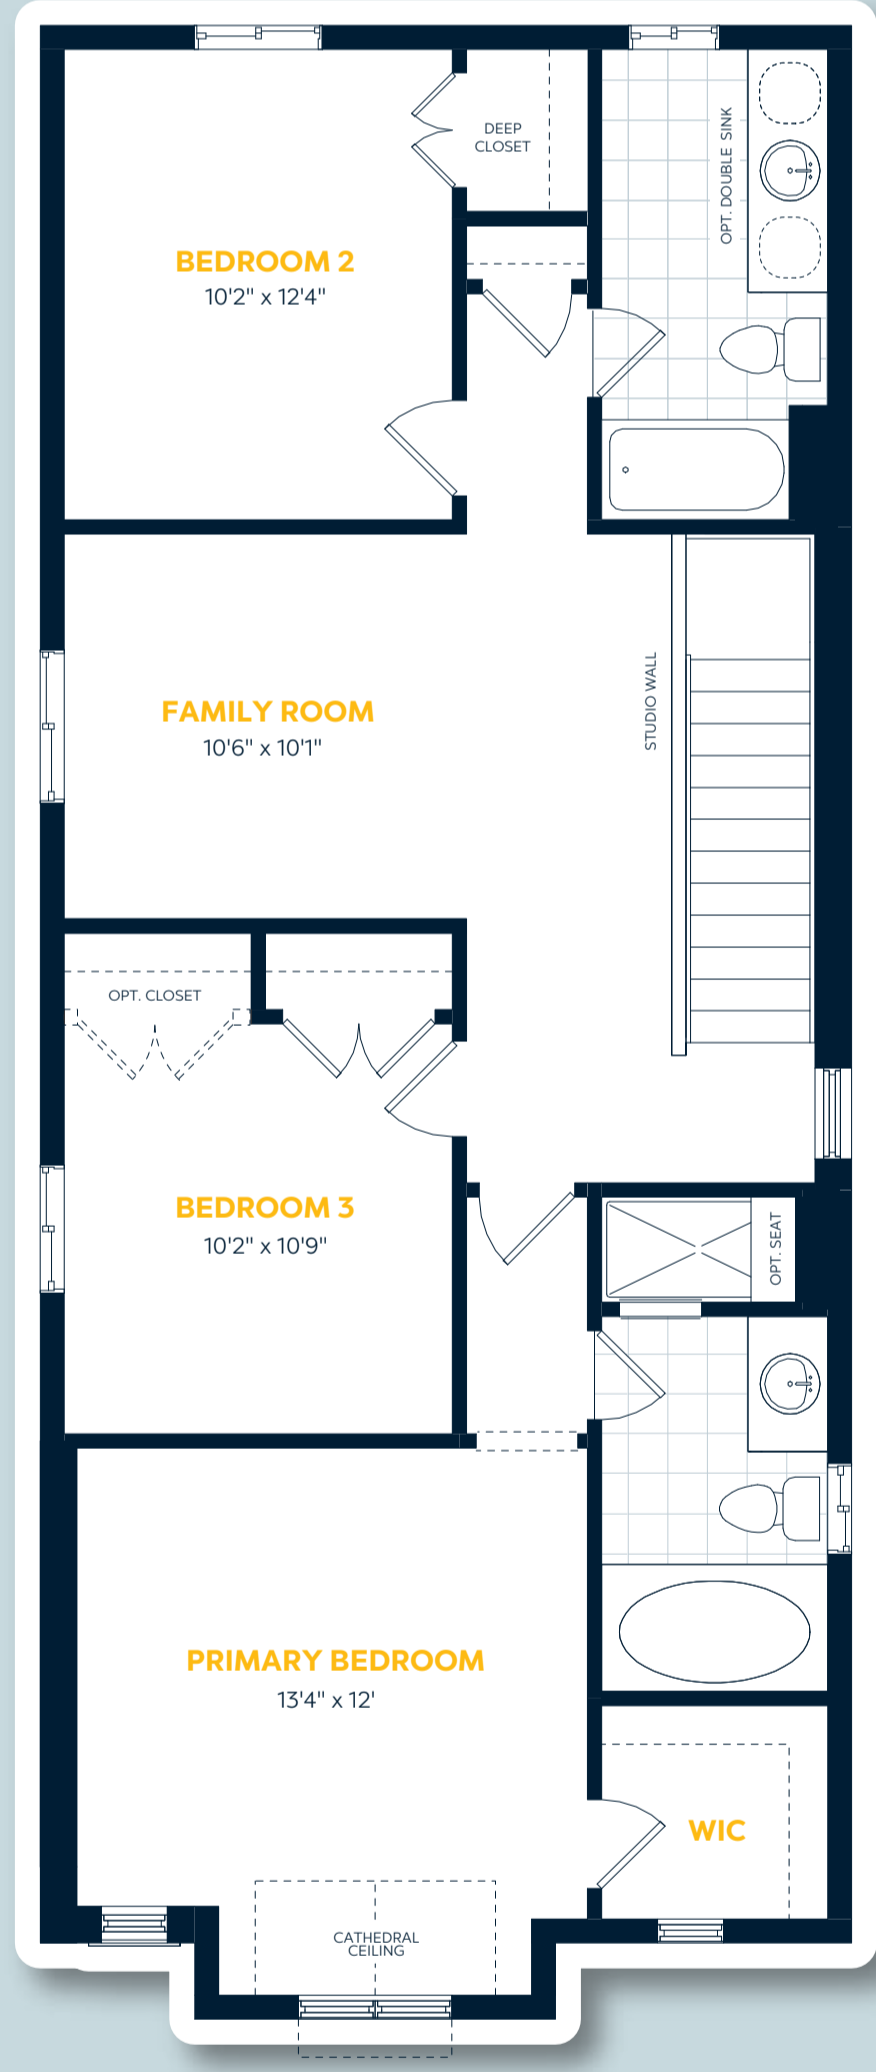 DEEP
CLOSET
OPT. DOUBLE SINK
BEDROOM 2
10'2" x 12'4"
STUDIO WALL
FAMILY ROOM
10'6" x 10'1"
OPT. CLOSET
BEDROOM 3
10'2" x 10'9"
OPT. SEAT
PRIMARY BEDROOM
13'4" x 12'
WIC
CATHEDRAL
CEILING